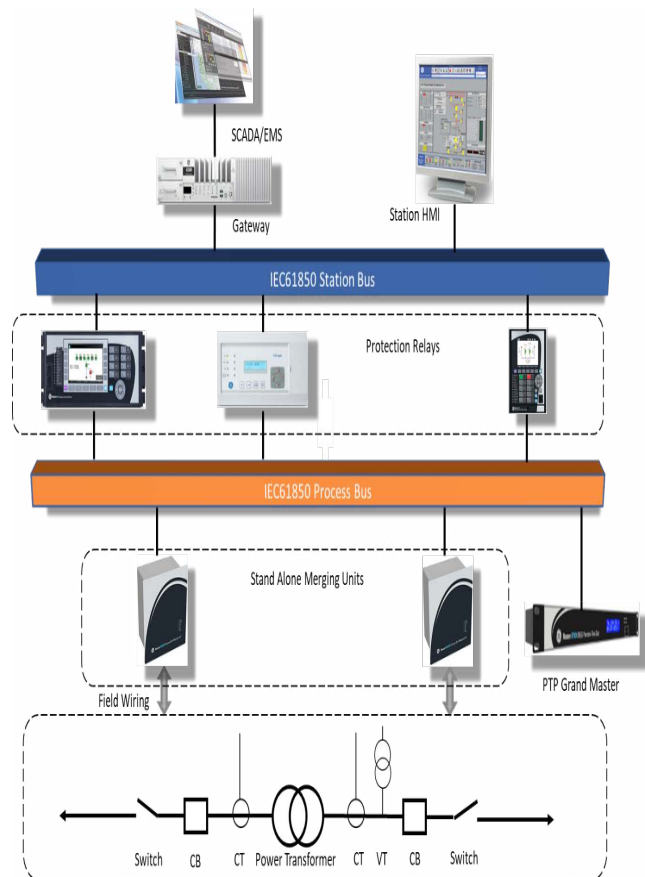 SCADA/EMS
Gateway
Station HMI
IEC61850 Station Bus
Protection Relays
IEC61850 Process Bus
Stand Alone Merging Units
PTP Grand Master
Field Wiring
Switch CB CT Power Transformer CT VT CB Switch